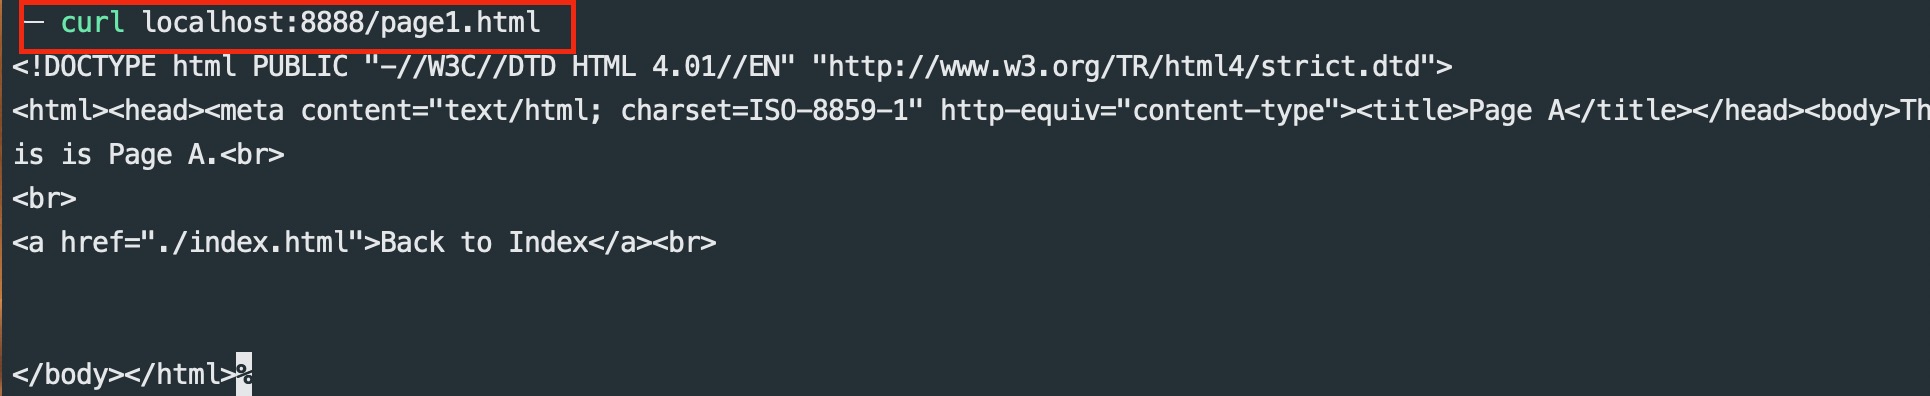 — curl localhost:8888/page1.html
<!DOCTYPE html PUBLIC "-//W3C//DTD HTML 4.01//EN" "http://www.w3.org/TR/html4/strict.dtd">
<html><head><meta content="text/html; charset=ISO-8859-1" http-equiv="content-type"><title>Page A</title></head><body>Th
is is Page A.<br>
<br>
<a href="./index.html">Back to Index</a><br>
</body></html>%